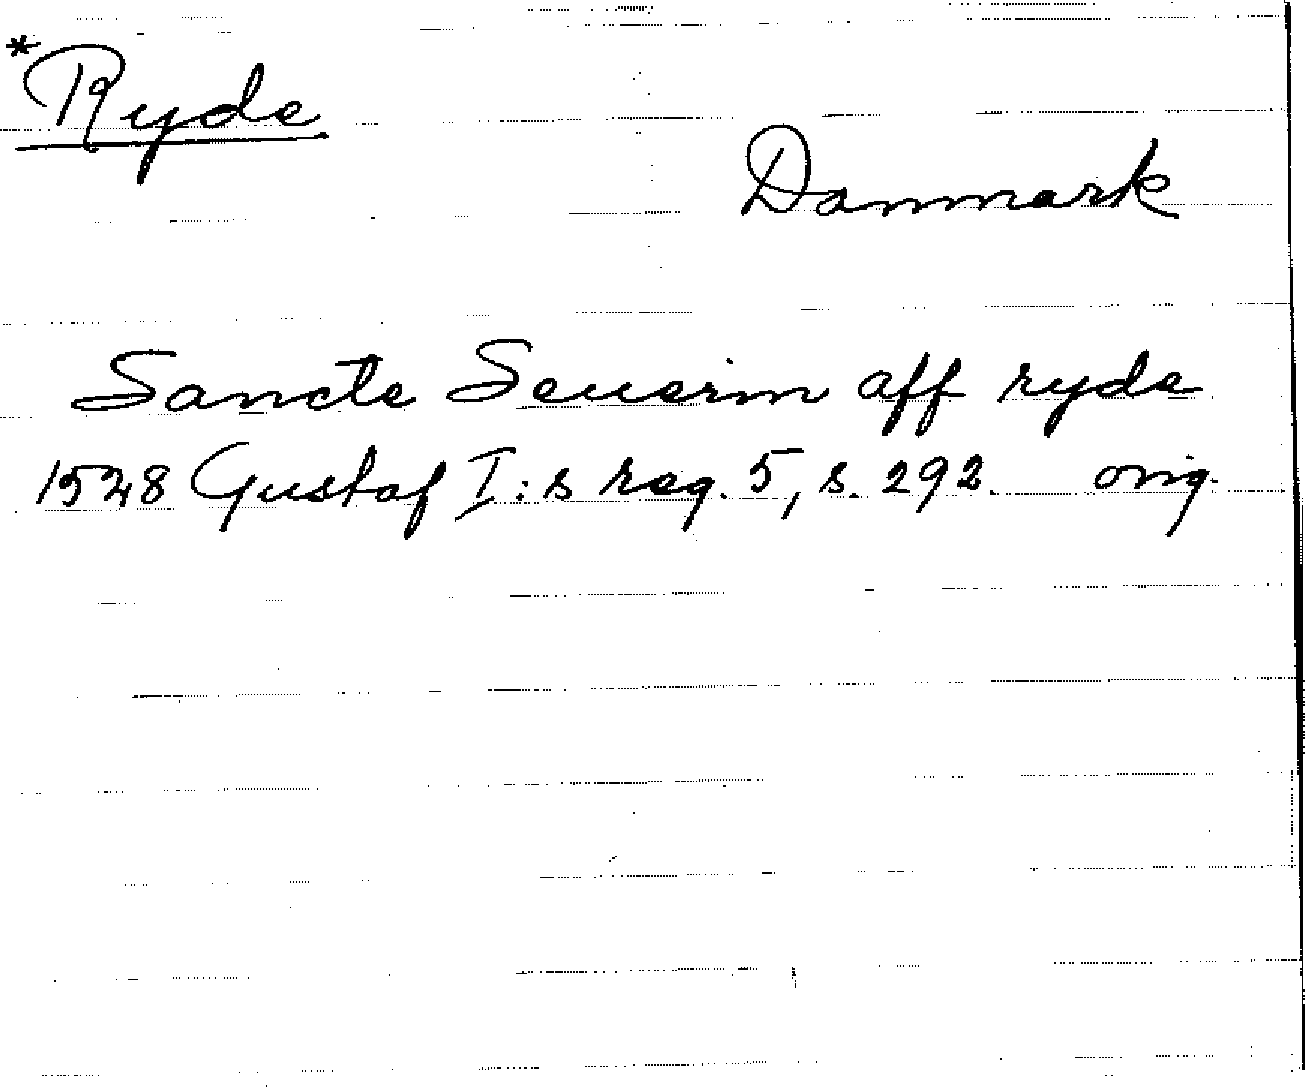 *Ryde
Danmark
Sancte Seuerin aff ryde
1528 Gustaf I:s reg. 5, s. 292. orig.